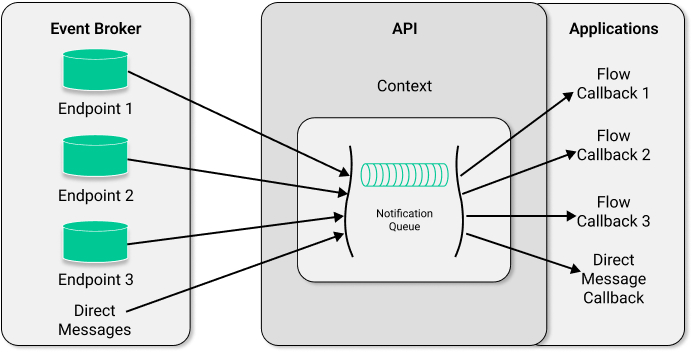 Event Broker
Endpoint 1
Endpoint 2
Endpoint 3
Direct
Messages
API
Context
Notification
Queue
Applications
Flow
Callback 1
Flow
Callback 2
Flow
Callback 3
Direct
Message
Callback